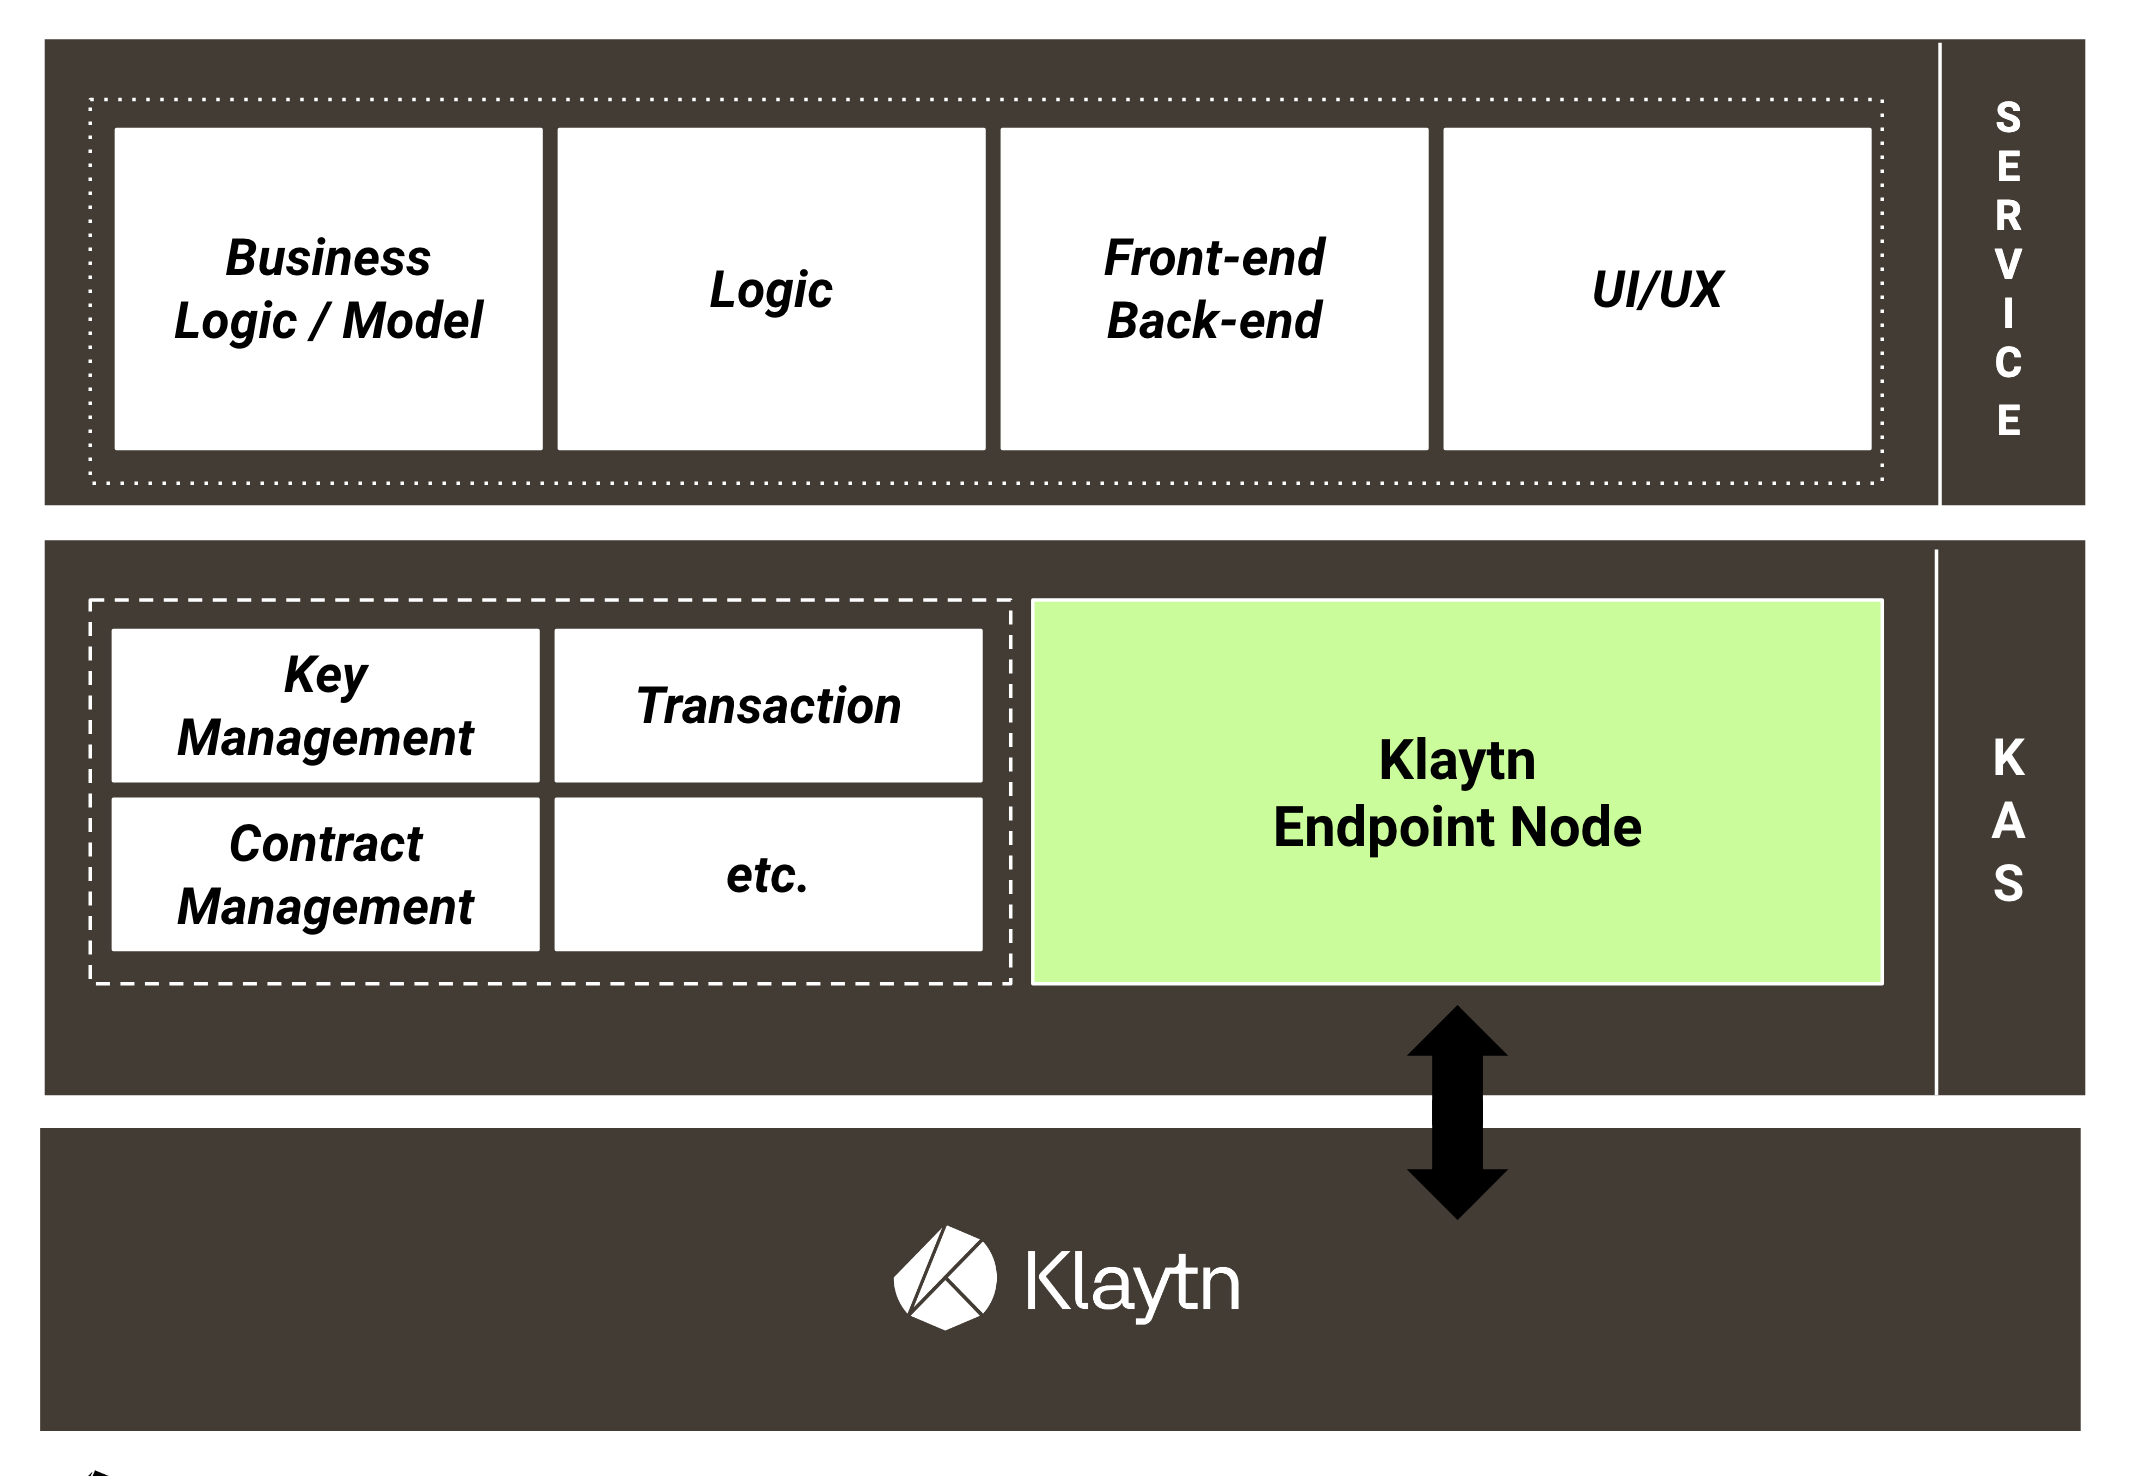 Business
Logic / Model
Logic
Front-end
Back-end
UI/UX
SERVICE
Key
Management
Transaction
Contract
Management
etc.
Klaytn
Endpoint Node
KAS
Klaytn